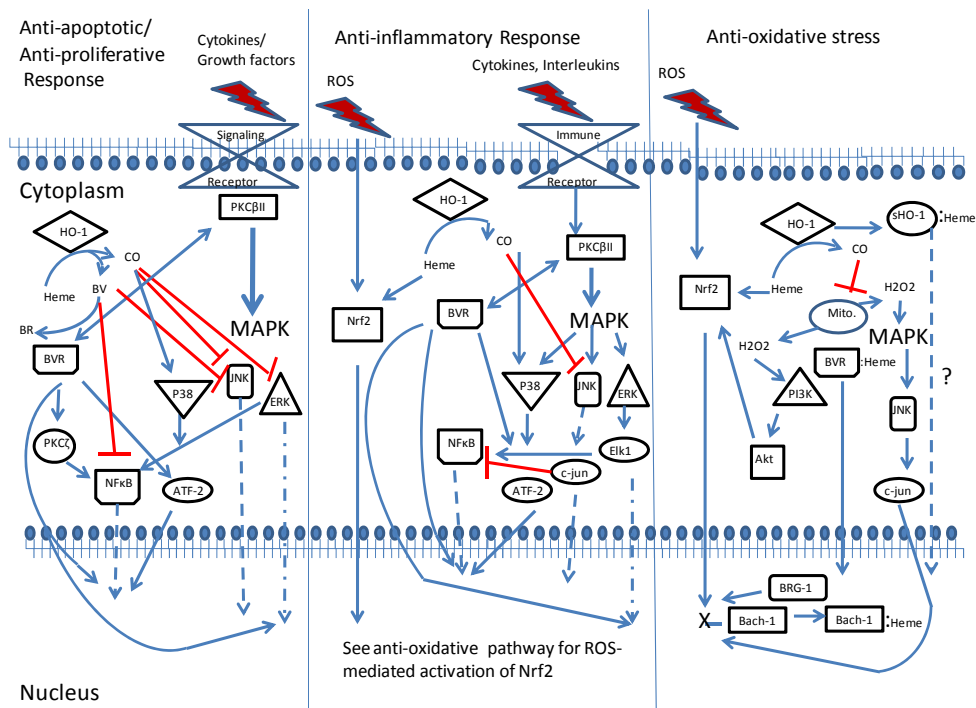 Anti-apoptotic/
Anti-proliferative
Response
Cytokines/
Growth factors
Signaling
Receptor
Cytoplasm
PKCβII
HO-1
CO
BV
Heme
BR
BVR
MAPK
JNK
ERK
P38
PKCζ
NFκB
ATF-2
Nucleus
Anti-inflammatory Response
ROS
Cytokines, Interleukins
Immune
Receptor
HO-1
CO
PKCβII
Heme
Nrf2
BVR
MAPK
P38
JNK
ERK
NFκB
Elk1
c-jun
ATF-2
See anti-oxidative pathway for ROS-
mediated activation of Nrf2
Anti-oxidative stress
ROS
HO-1
sHO-1
:Heme
CO
Nrf2
Heme
H2O2
Mito.
MAPK
H2O2
BVR
:Heme
?
PI3K
JNK
Akt
c-jun
BRG-1
X
Bach-1
Bach-1
:Heme